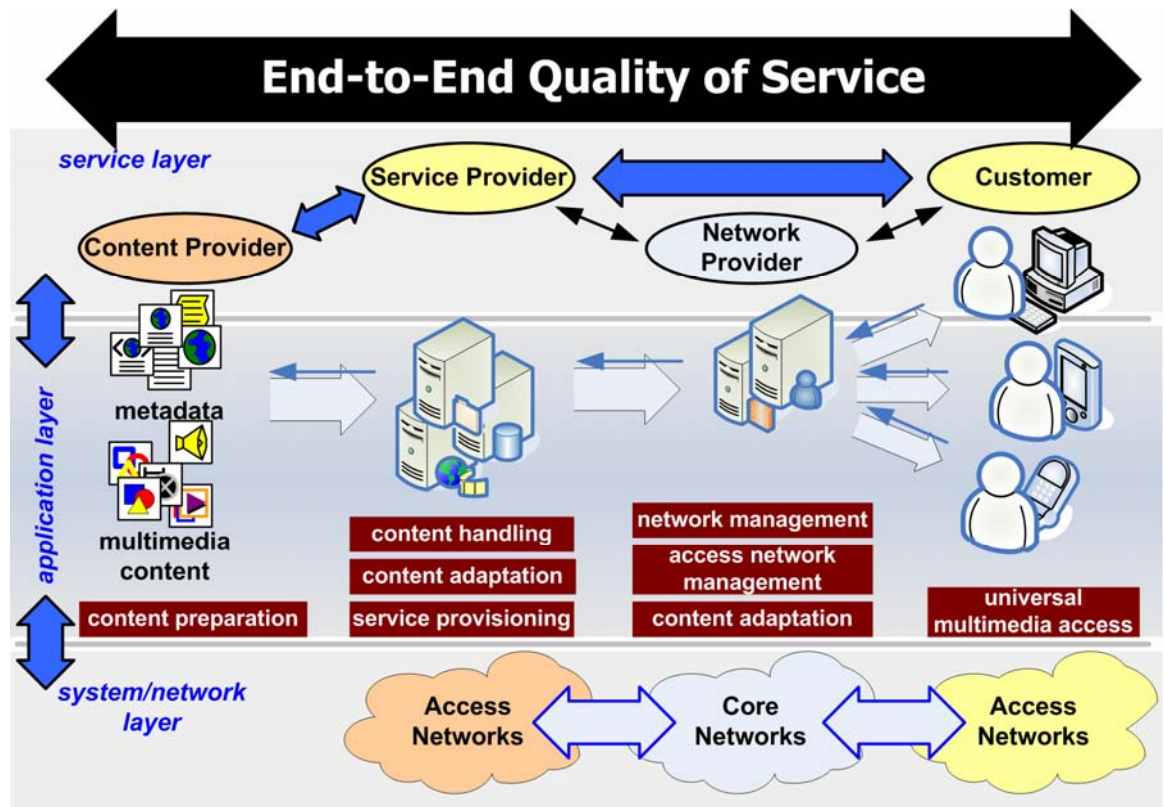 End-to-End Quality of Service
service layer
Service Provider
Customer
Content Provider
Network
Provider
application layer
metadata
multimedia
content
content preparation
content handling
content adaptation
service provisioning
network management
access network
management
content adaptation
universal
multimedia access
system/network
layer
Access
Networks
Core
Networks
Access
Networks